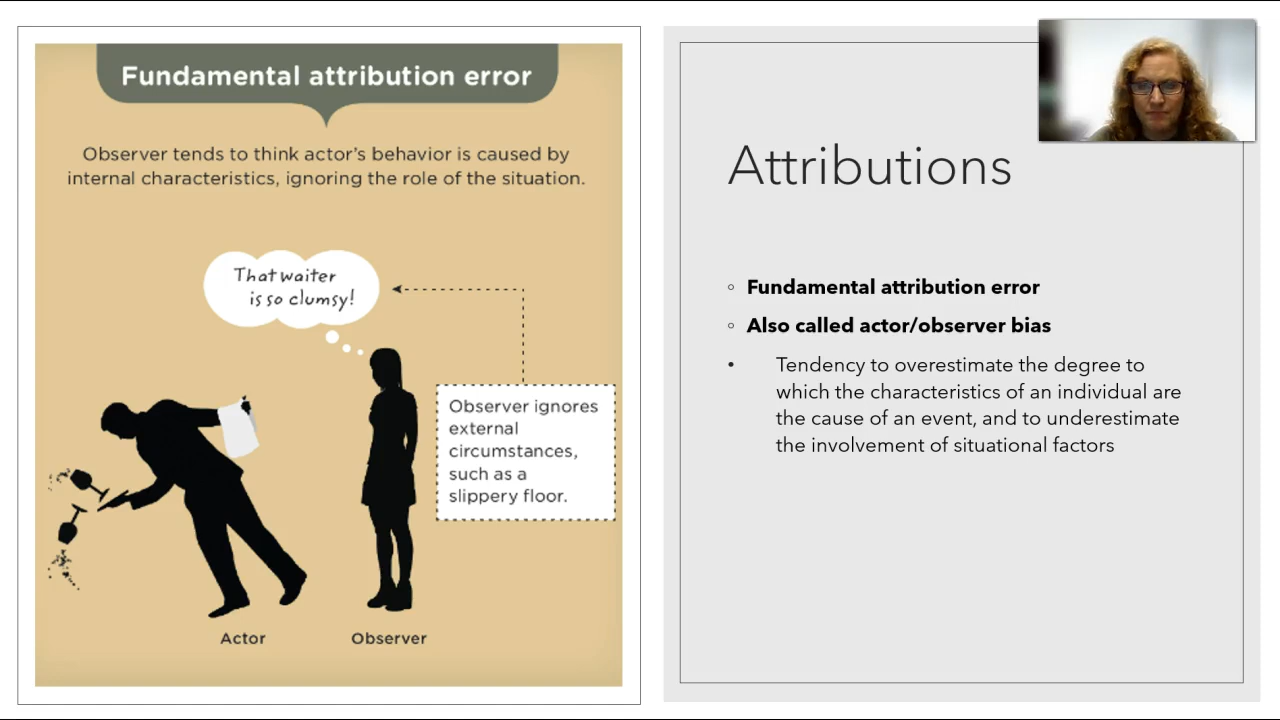 Fundamental attribution error
Observer tends to think actor's behavior is caused by
internal characteristics, ignoring the role of the situation.
That waiter
is so clumsy!
Observer ignores
external
circumstances,
such as a
slippery floor.
Actor
Observer
Attributions
Fundamental attribution error
Also called actor/observer bias
Tendency to overestimate the degree to
which the characteristics of an individual are
the cause of an event, and to underestimate
the involvement of situational factors